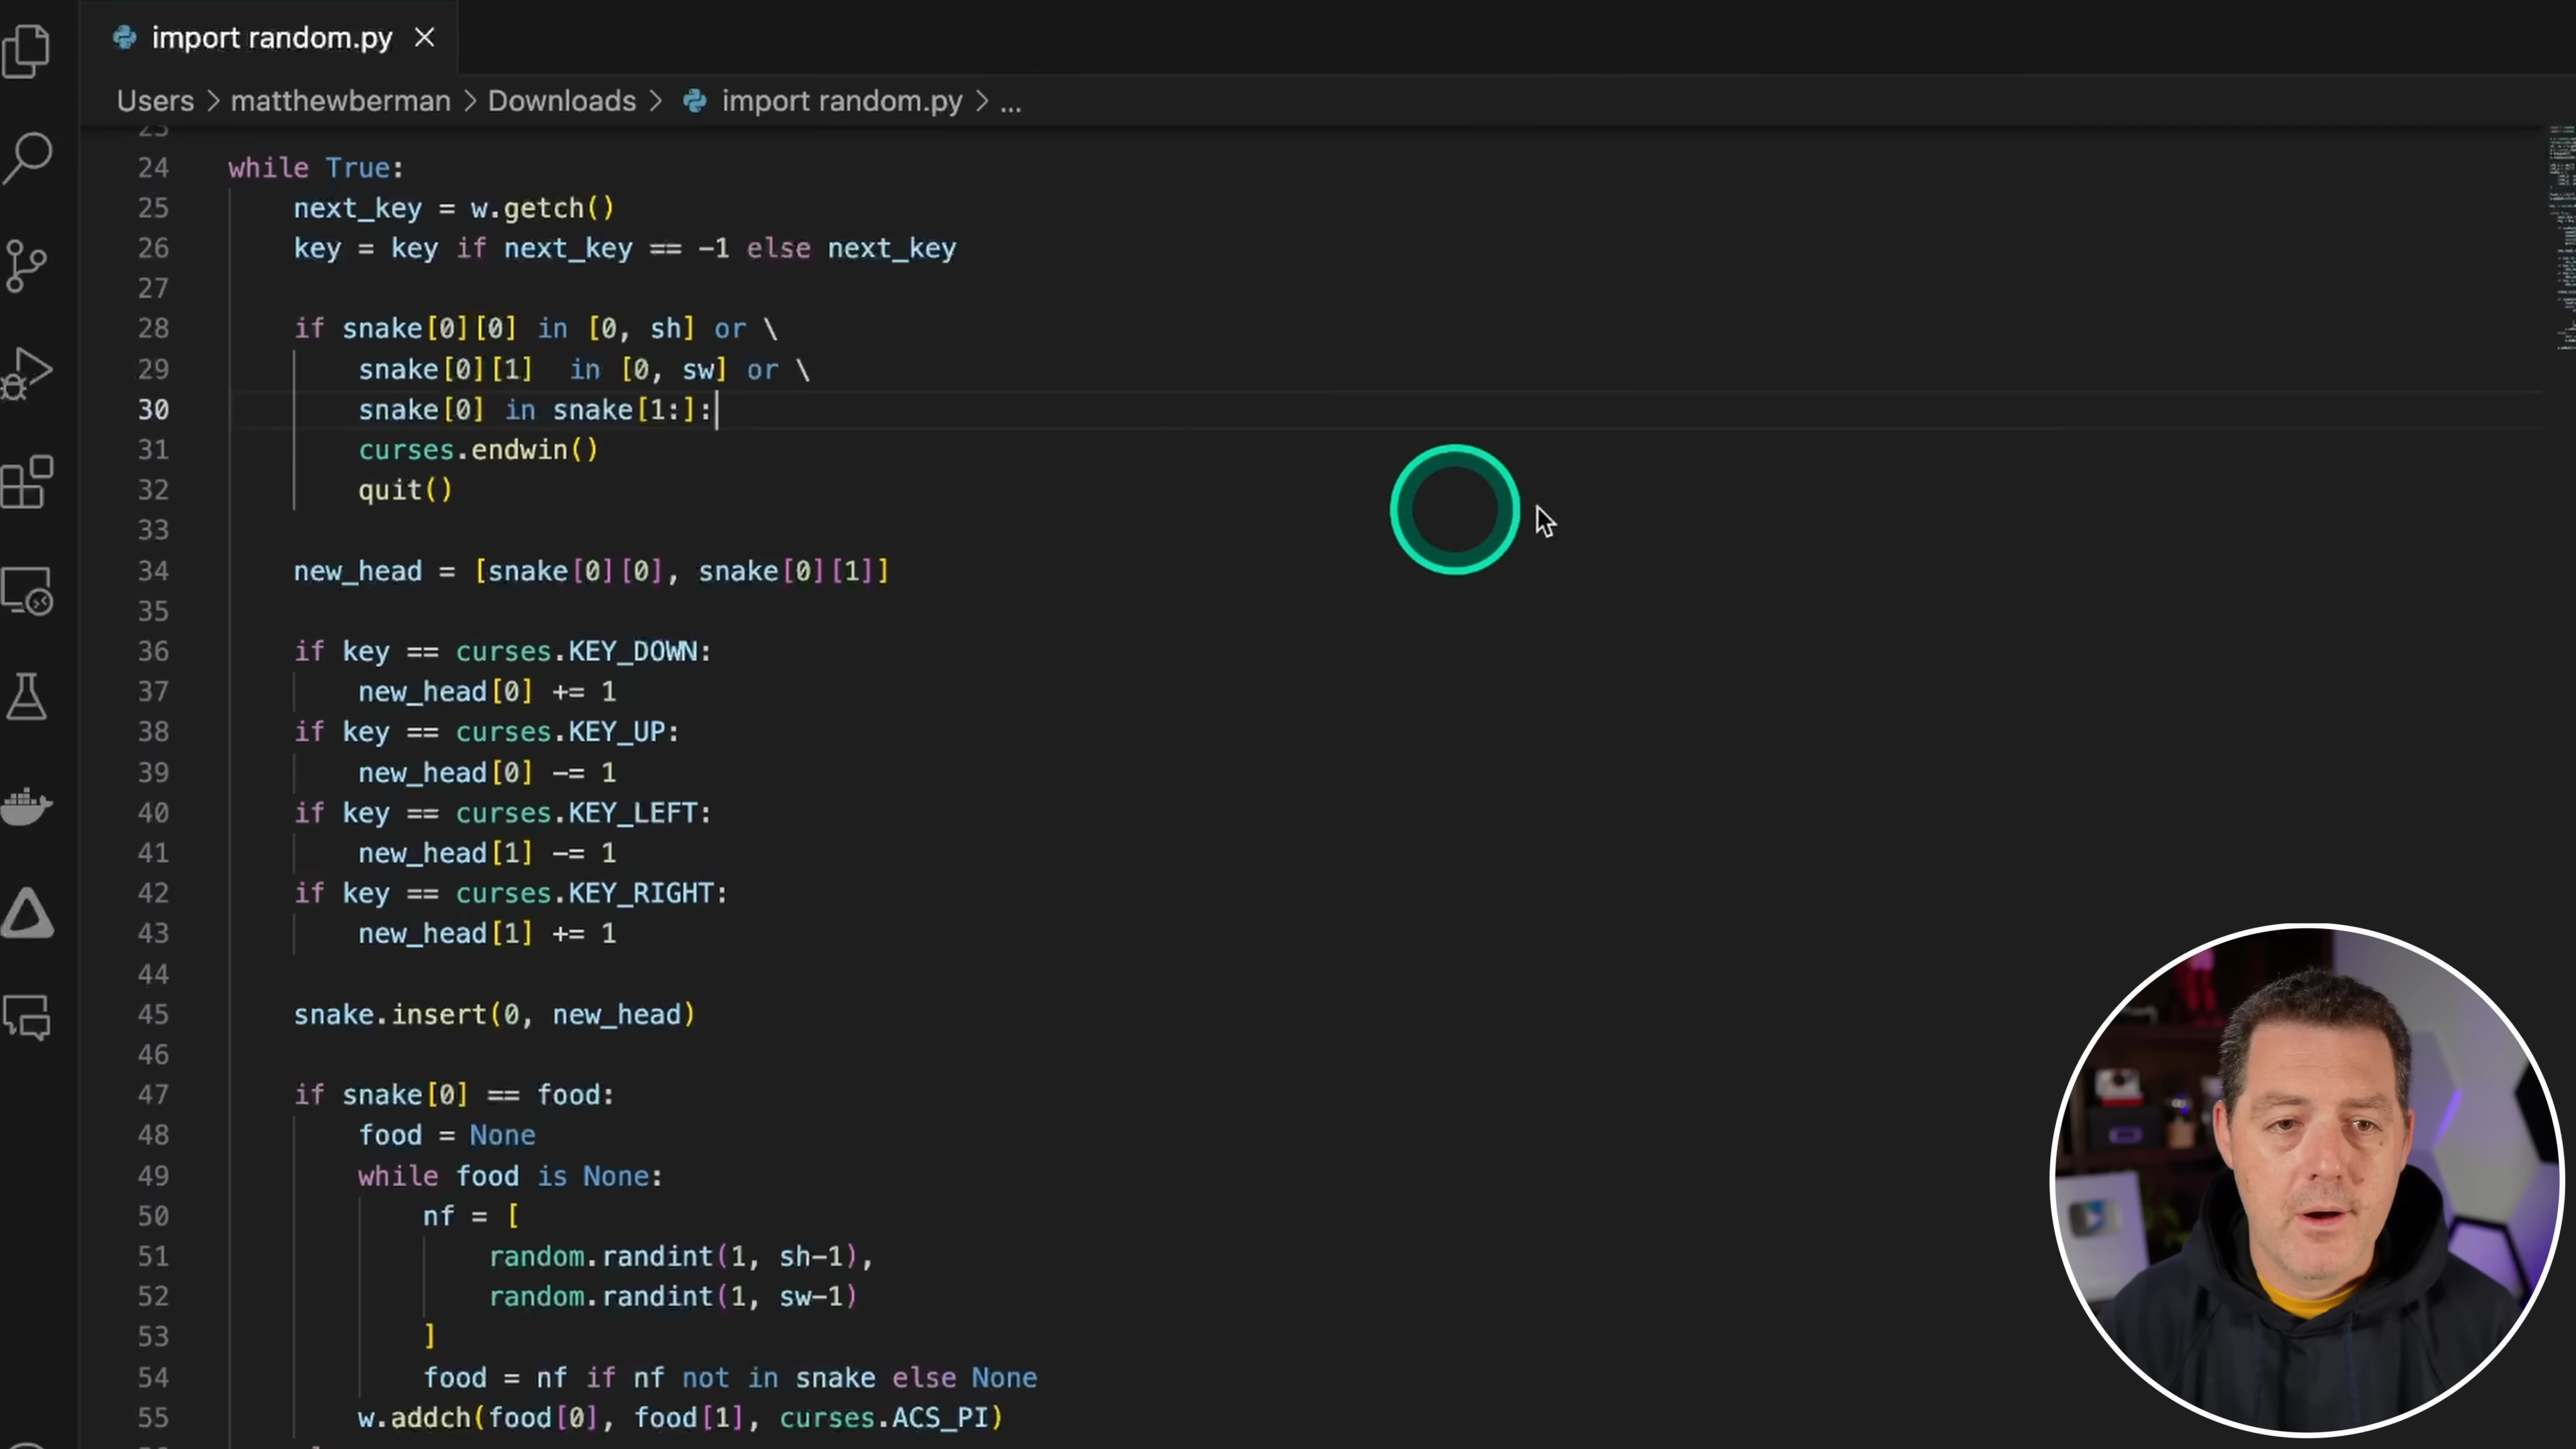 import random.py
Users > matthewberman > Downloads > import random.py > ...
23
24 while True:
25     next_key = w.getch()
26     key = key if next_key == -1 else next_key
27
28     if snake[0][0] in [0, sh] or \
29         snake[0][1]  in [0, sw] or \
30         snake[0] in snake[1:]:
31         curses.endwin()
32         quit()
33
34     new_head = [snake[0][0], snake[0][1]]
35
36     if key == curses.KEY_DOWN:
37         new_head[0] += 1
38     if key == curses.KEY_UP:
39         new_head[0] -= 1
40     if key == curses.KEY_LEFT:
41         new_head[1] -= 1
42     if key == curses.KEY_RIGHT:
43         new_head[1] += 1
44
45     snake.insert(0, new_head)
46
47     if snake[0] == food:
48         food = None
49         while food is None:
50             nf = [
51                 random.randint(1, sh-1),
52                 random.randint(1, sw-1)
53             ]
54             food = nf if nf not in snake else None
55         w.addch(food[0], food[1], curses.ACS_PI)